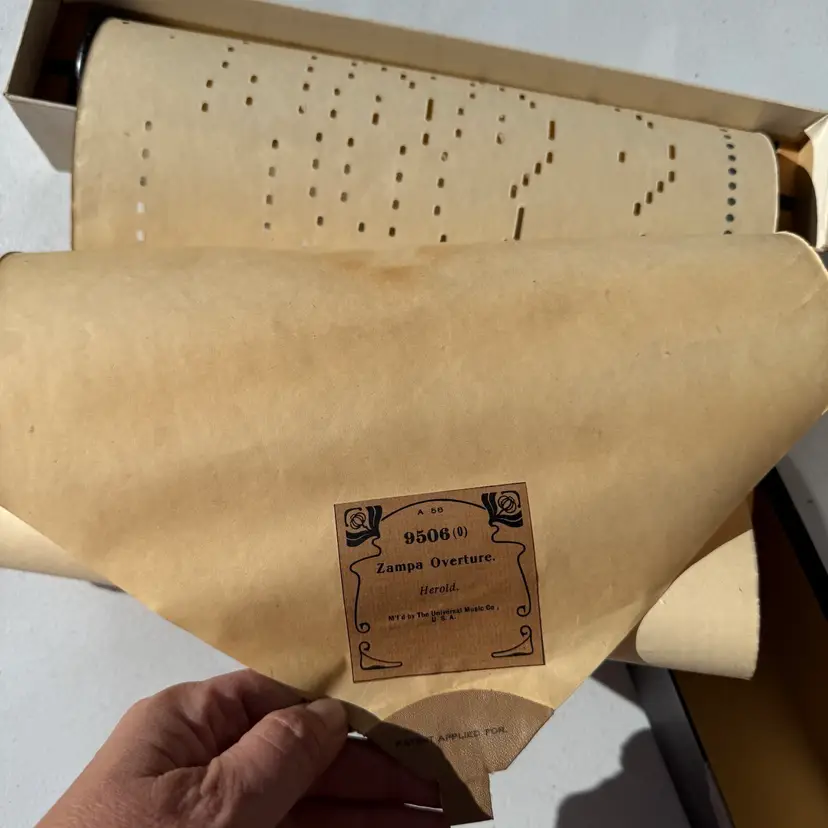 A 56
9506 (0)
Zampa Overture.
Herold.
M'f'd by The Universal Music Co.,
U. S. A.
PATENT APPLIED FOR.